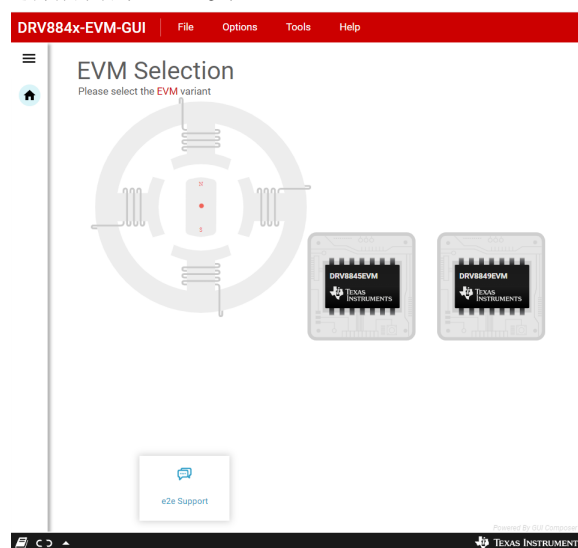 DRV884x-EVM-GUI File Options Tools Help
EVM Selection
Please select the EVM variant
N
DRV8845EVM
TEXAS
INSTRUMENTS
DRV8849EVM
TEXAS
INSTRUMENTS
e2e Support
Powered By GUI Composer
TEXAS INSTRUMENT